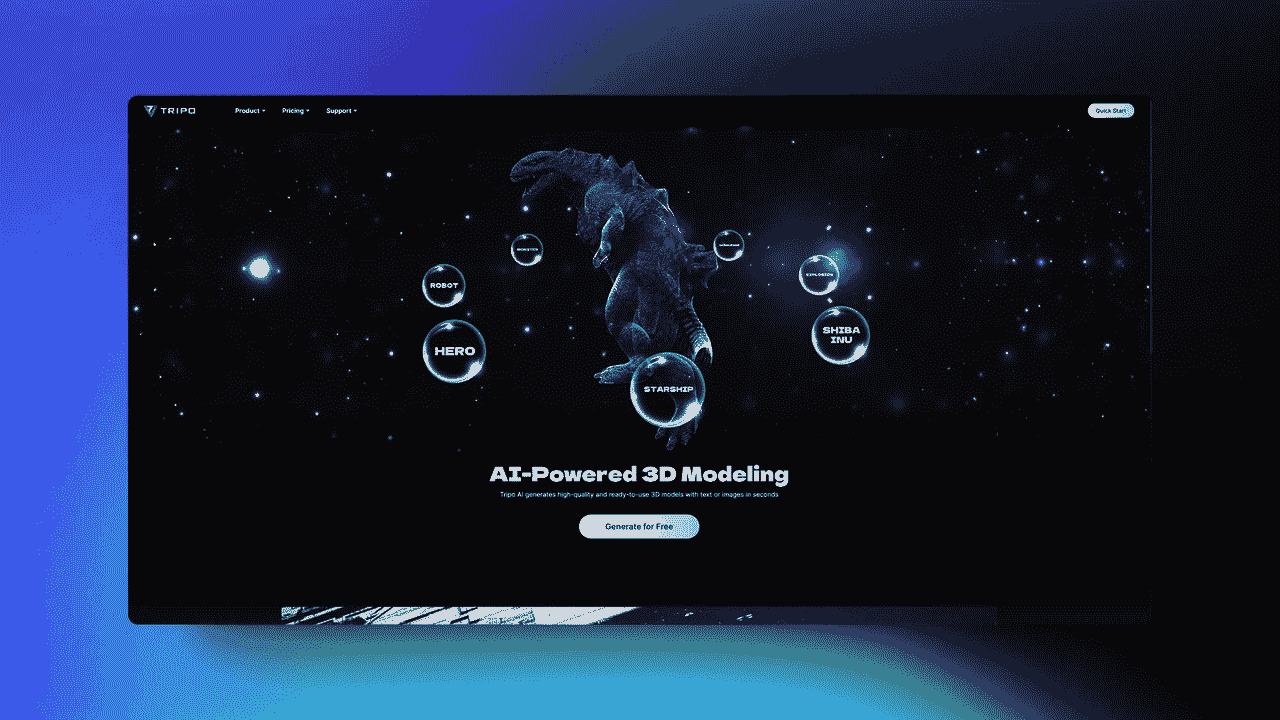 TRIPO
Product
Pricing
Support
Quick Start
MONSTER
ROBOT
EXPLOSION
HERO
SHIBA
INU
STARSHIP
AI-Powered 3D Modeling
Tripo AI generates high-quality and ready-to-use 3D models with text or images in seconds
Generate for Free